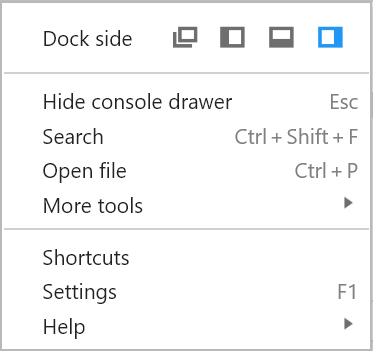 Dock side
Hide console drawer Esc
Search Ctrl + Shift + F
Open file Ctrl + P
More tools
Shortcuts
Settings F1
Help